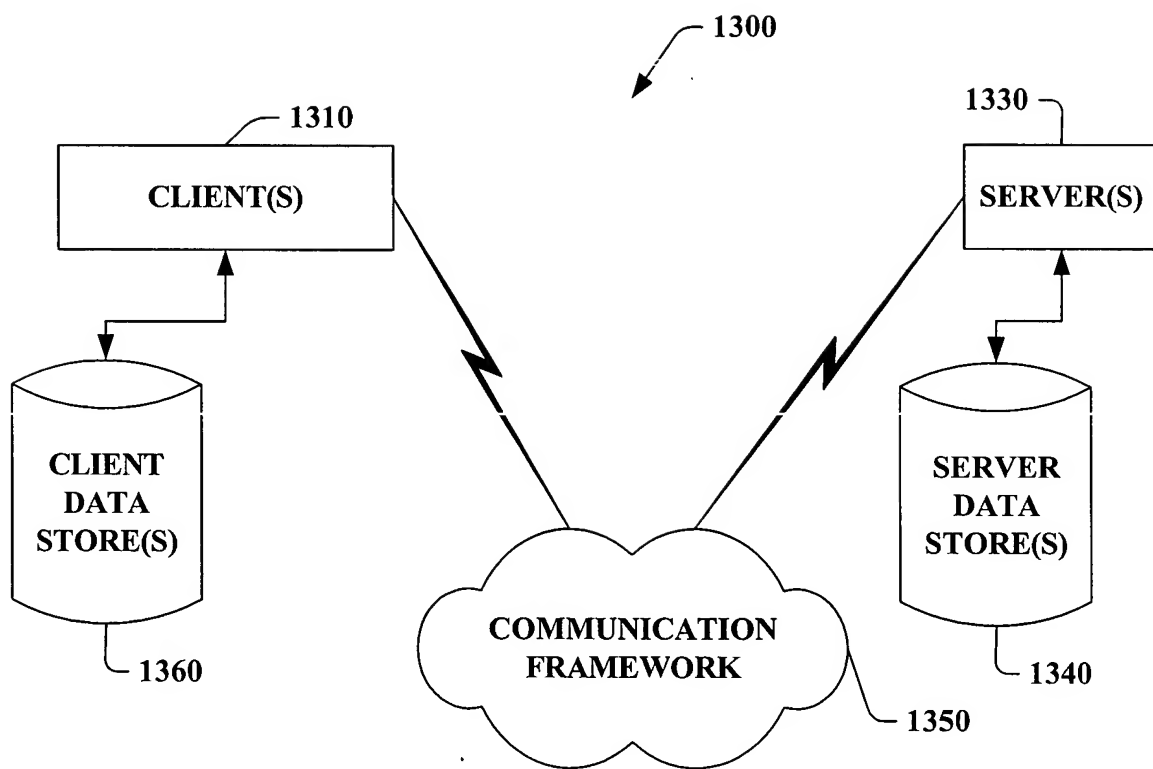 1300
1310
1330
CLIENT(S)
SERVER(S)
CLIENT
DATA
STORE(S)
SERVER
DATA
STORE(S)
COMMUNICATION
FRAMEWORK
1360
1340
1350